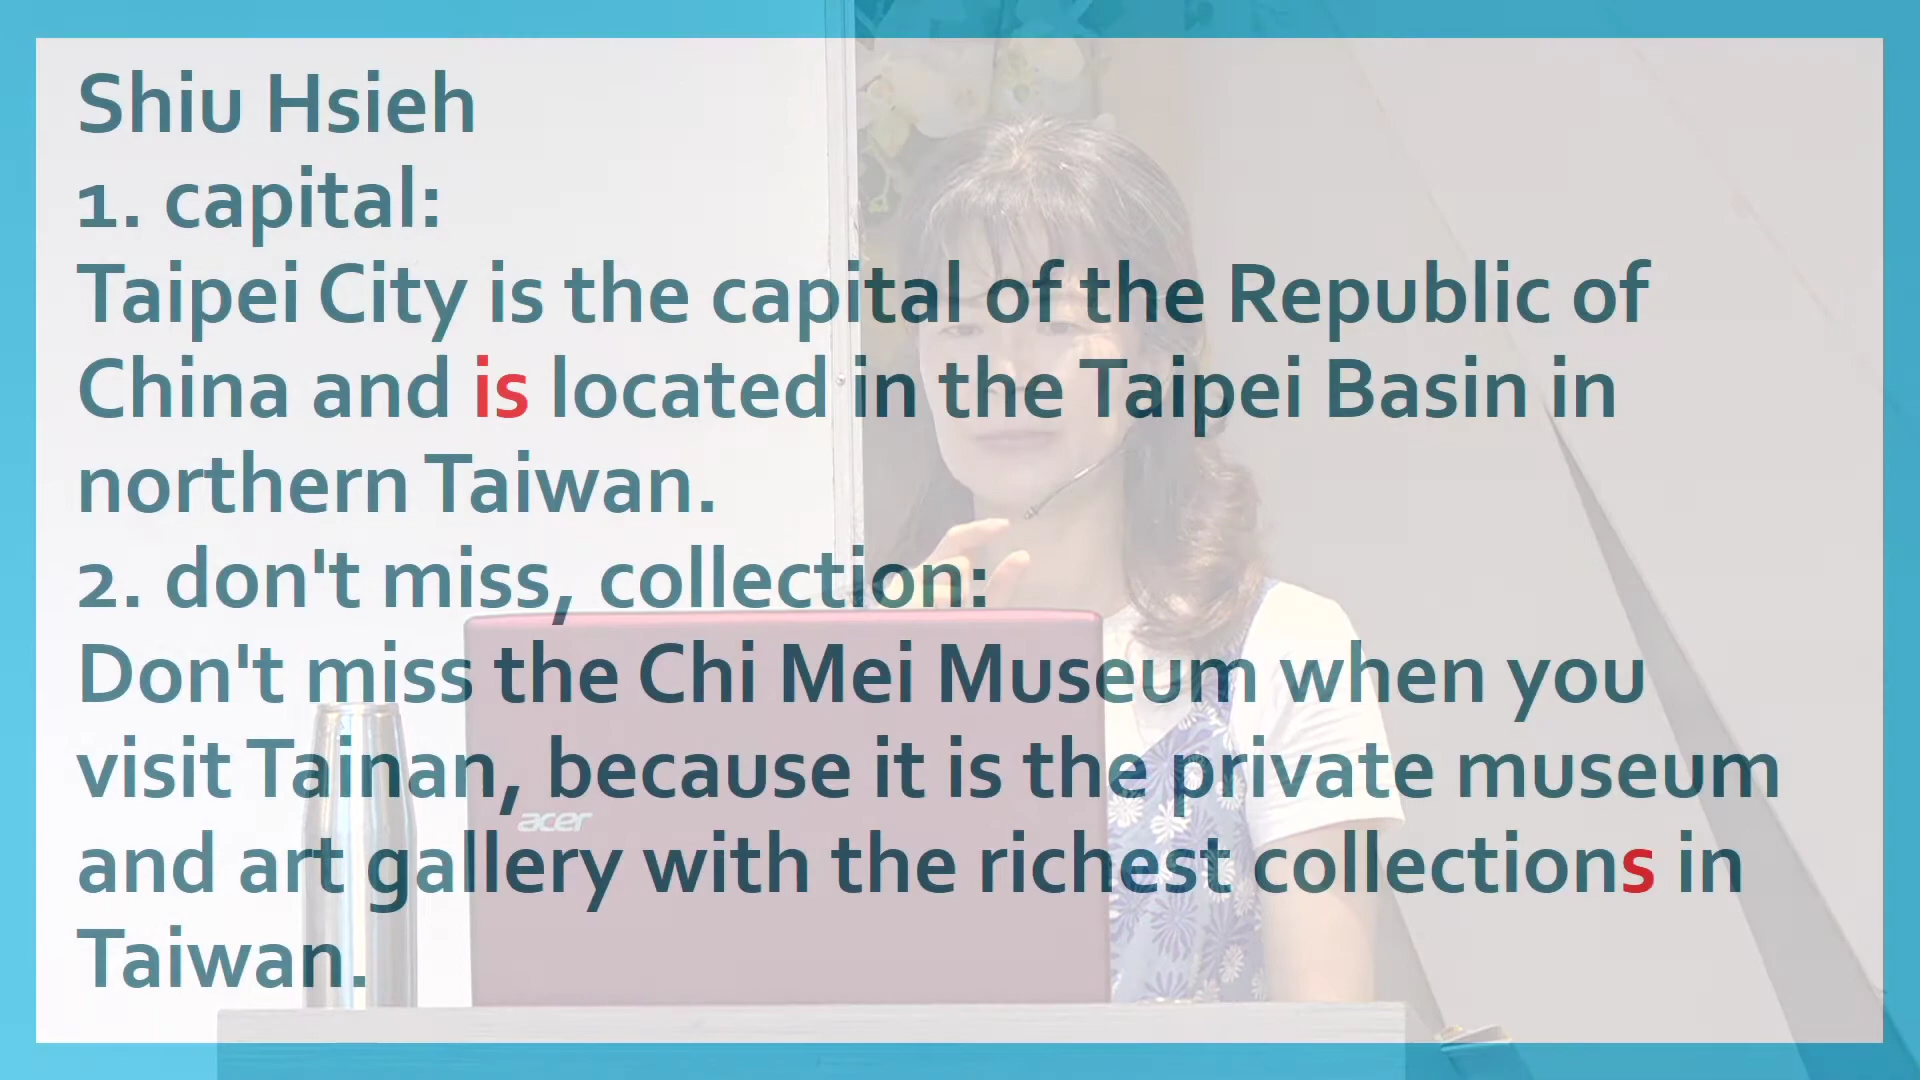 Shiu Hsieh
1. capital:
Taipei City is the capital of the Republic of
China and is located in the Taipei Basin in
northern Taiwan.
2. don't miss, collection:
Don't miss the Chi Mei Museum when you
visit Tainan, because it is the private museum
and art gallery with the richest collections in
Taiwan.
acer